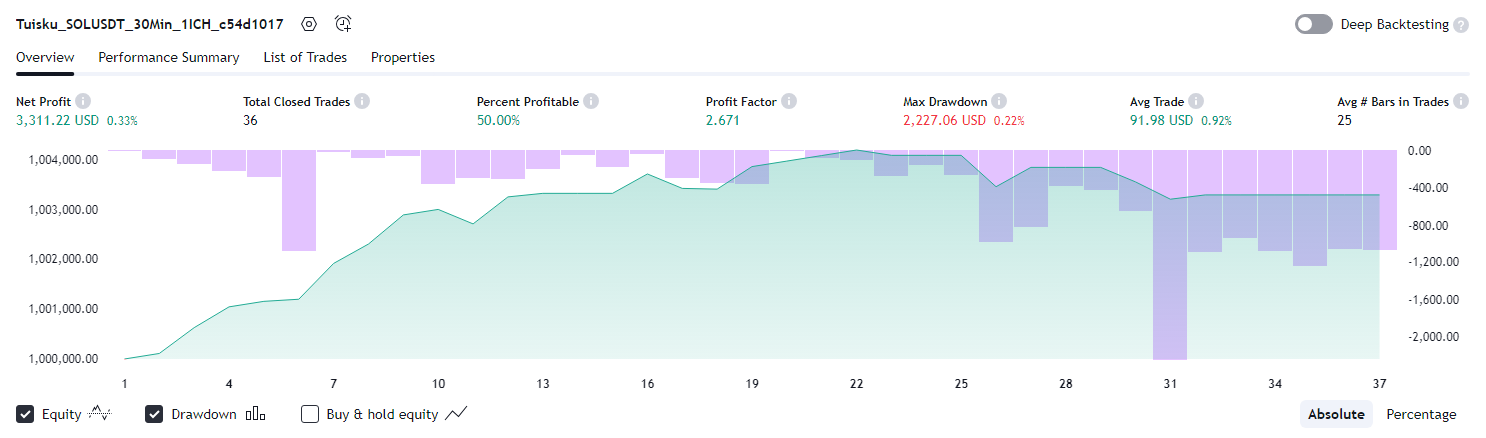 Tuisku_SOLUSDT_30Min_1ICH_c54d1017
Deep Backtesting ?
Overview Performance Summary List of Trades Properties
Net Profit i Total Closed Trades i Percent Profitable i Profit Factor i Max Drawdown i Avg Trade i Avg # Bars in Trades i
3,311.22 USD 0.33% 36 50.00% 2.671 2,227.06 USD 0.22% 91.98 USD 0.92% 25
1,004,000.00 0.00
1,003,000.00 -400.00
1,002,000.00 -800.00
1,001,000.00 -1,200.00
1,000,000.00 -1,600.00
-2,000.00
1 4 7 10 13 16 19 22 25 28 31 34 37
Equity Drawdown Buy & hold equity Absolute Percentage